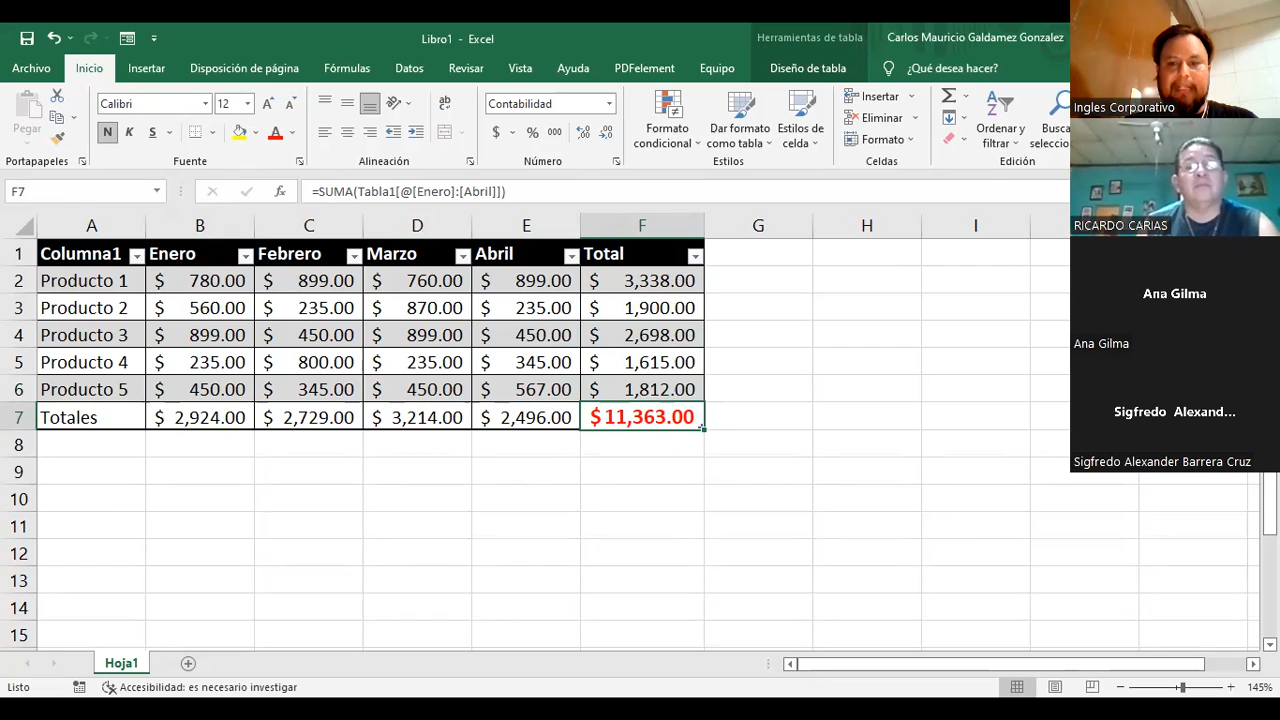 Libro1 - Excel
Herramientas de tabla
Carlos Mauricio Galdamez Gonzalez
Archivo Inicio Insertar Disposición de página Fórmulas Datos Revisar Vista Ayuda PDFelement Equipo Diseño de tabla ¿Qué desea hacer?
Pegar
Calibri 12
N K S
Contabilidad
$ % 000
Formato condicional
Dar formato como tabla
Estilos de celda
Insertar
Eliminar
Formato
Ordenar y filtrar
Portapapeles Fuente Alineación Número Estilos Celdas Edición
F7 =SUMA(Tabla1[@[Enero]:[Abril]])
A B C D E F G H I
1 Columna1 Enero Febrero Marzo Abril Total
2 Producto 1 $ 780.00 $ 899.00 $ 760.00 $ 899.00 $ 3,338.00
3 Producto 2 $ 560.00 $ 235.00 $ 870.00 $ 235.00 $ 1,900.00
4 Producto 3 $ 899.00 $ 450.00 $ 899.00 $ 450.00 $ 2,698.00
5 Producto 4 $ 235.00 $ 800.00 $ 235.00 $ 345.00 $ 1,615.00
6 Producto 5 $ 450.00 $ 345.00 $ 450.00 $ 567.00 $ 1,812.00
7 Totales $ 2,924.00 $ 2,729.00 $ 3,214.00 $ 2,496.00 $ 11,363.00
8
9
10
11
12
13
14
15
Hoja1
Listo Accesibilidad: es necesario investigar 145%
Ingles Corporativo
RICARDO CARIAS
Ana Gilma
Ana Gilma
Sigfredo Alexand...
Sigfredo Alexander Barrera Cruz